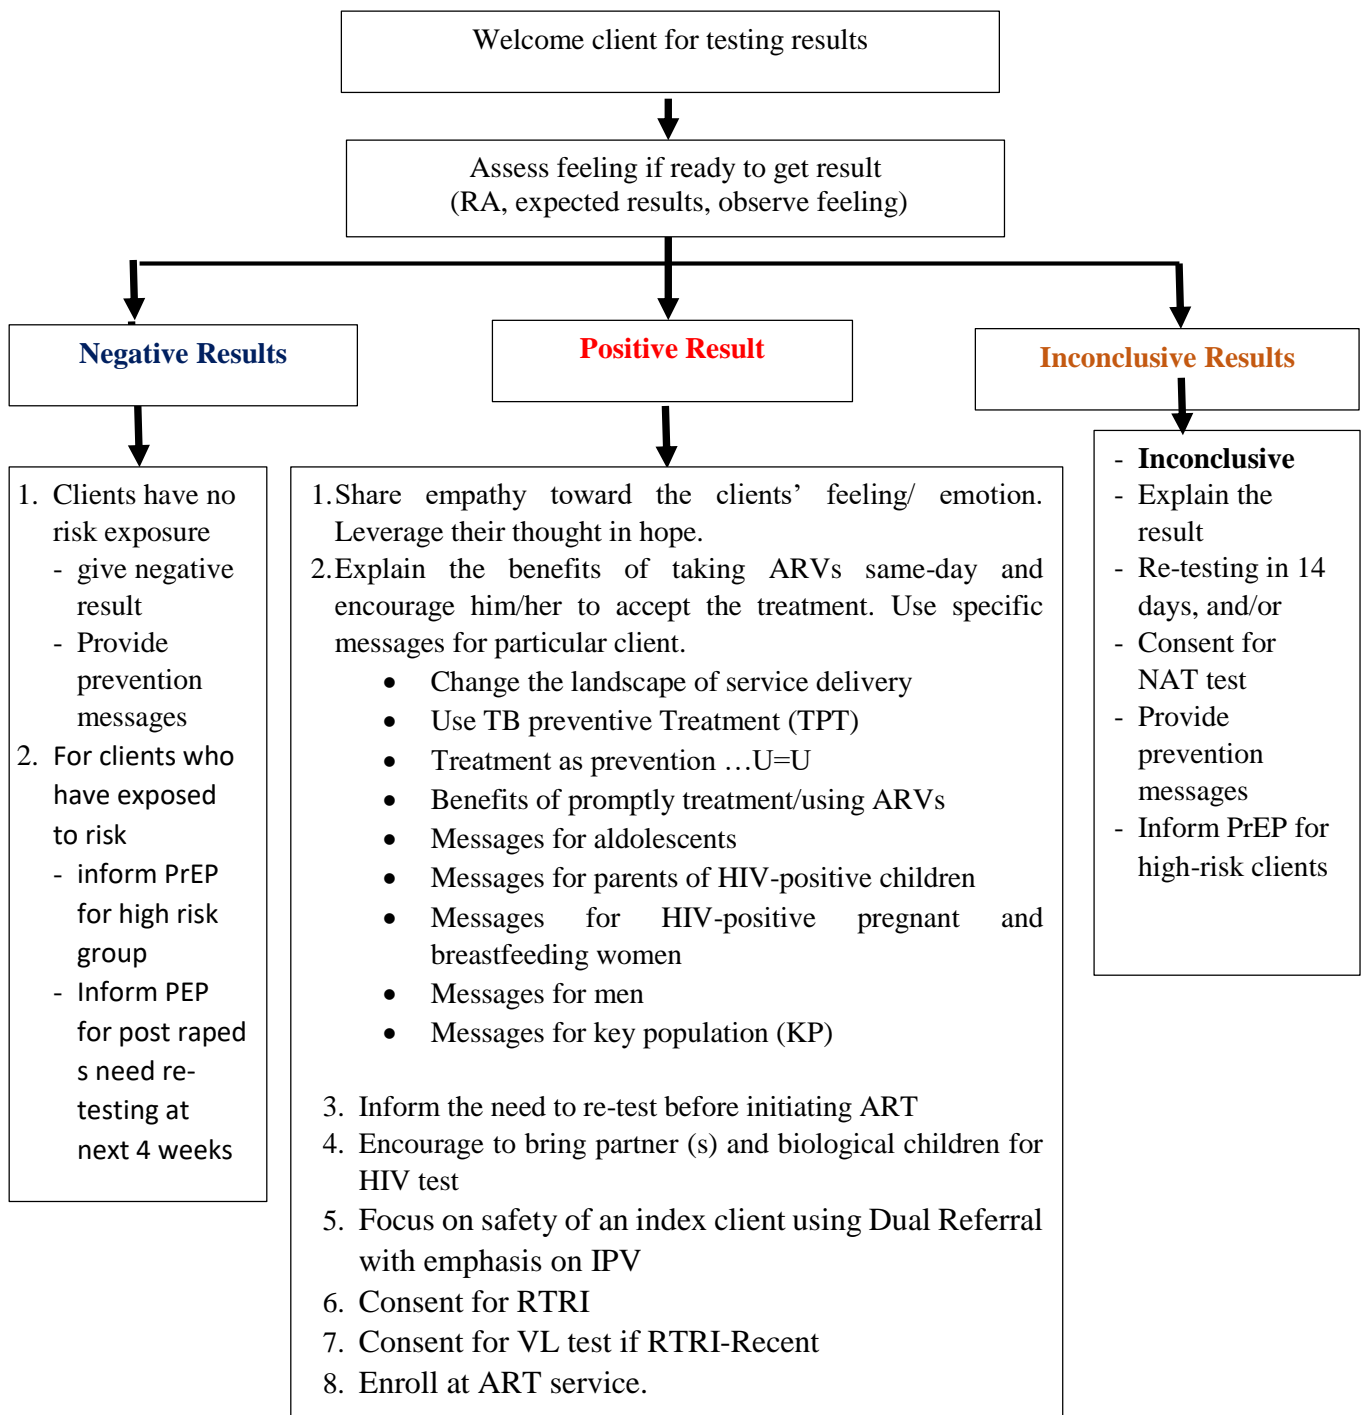 Welcome client for testing results
Assess feeling if ready to get result
(RA, expected results, observe feeling)
Negative Results
Positive Result
Inconclusive Results
1. Clients have no
risk exposure
- give negative
result
- Provide
prevention
messages
2. For clients who
have exposed
to risk
- inform PrEP
for high risk
group
- Inform PEP
for post raped
s need re-
testing at
next 4 weeks
1.Share empathy toward the clients’ feeling/ emotion.
Leverage their thought in hope.
2.Explain the benefits of taking ARVs same-day and
encourage him/her to accept the treatment. Use specific
messages for particular client.
• Change the landscape of service delivery
• Use TB preventive Treatment (TPT)
• Treatment as prevention …U=U
• Benefits of promptly treatment/using ARVs
• Messages for aldolescents
• Messages for parents of HIV-positive children
• Messages for HIV-positive pregnant and
breastfeeding women
• Messages for men
• Messages for key population (KP)
3. Inform the need to re-test before initiating ART
4. Encourage to bring partner (s) and biological children for
HIV test
5. Focus on safety of an index client using Dual Referral
with emphasis on IPV
6. Consent for RTRI
7. Consent for VL test if RTRI-Recent
8. Enroll at ART service.
- Inconclusive
- Explain the
result
- Re-testing in 14
days, and/or
- Consent for
NAT test
- Provide
prevention
messages
- Inform PrEP for
high-risk clients